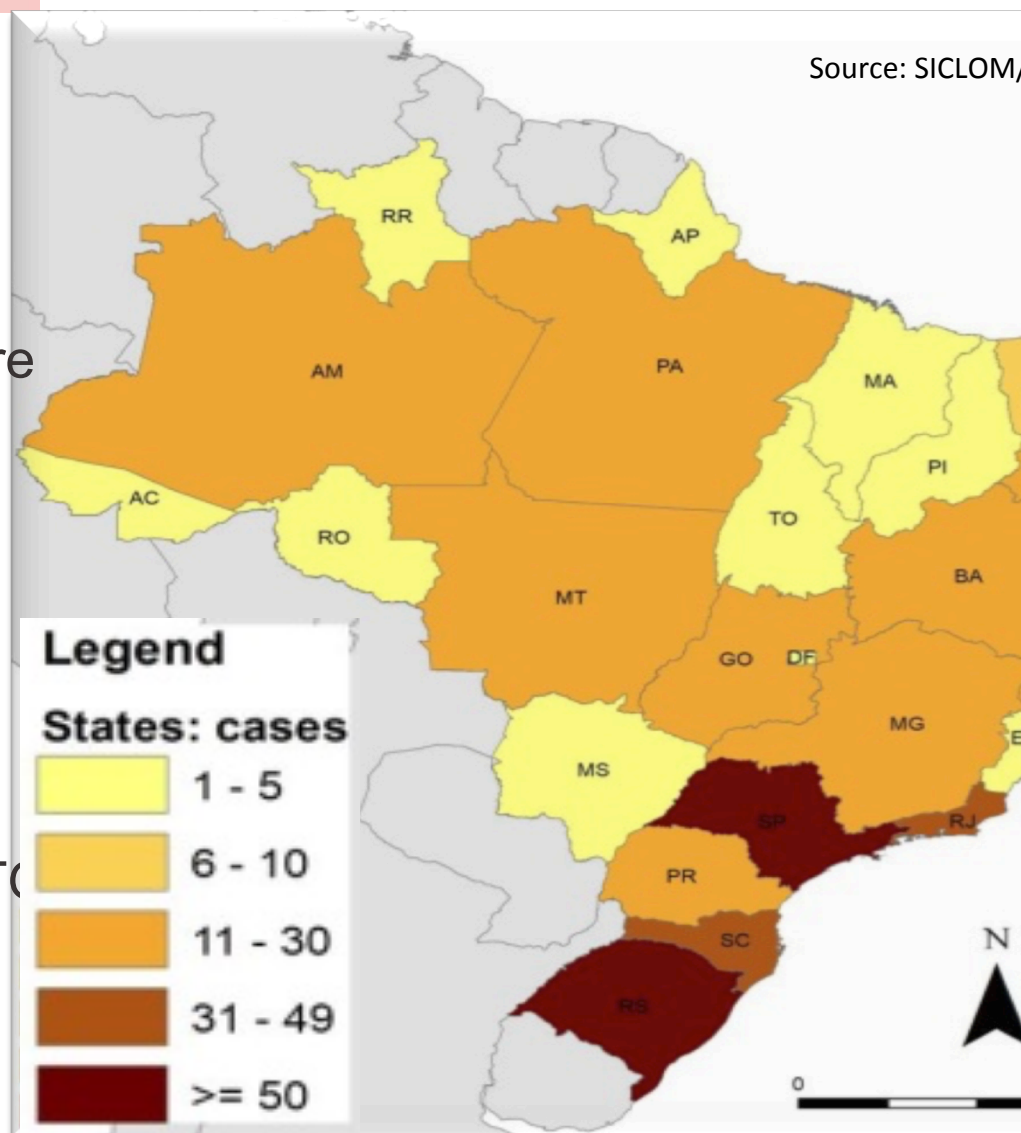 Source: SICLOM/
RR
AP
re
AM
PA
MA
PI
AC
TO
RO
BA
MT
GO
DF
MG
E
MS
SP
RJ
PR
SC
RS
Legend
States: cases
1 - 5
6 - 10
11 - 30
31 - 49
>= 50
N
0